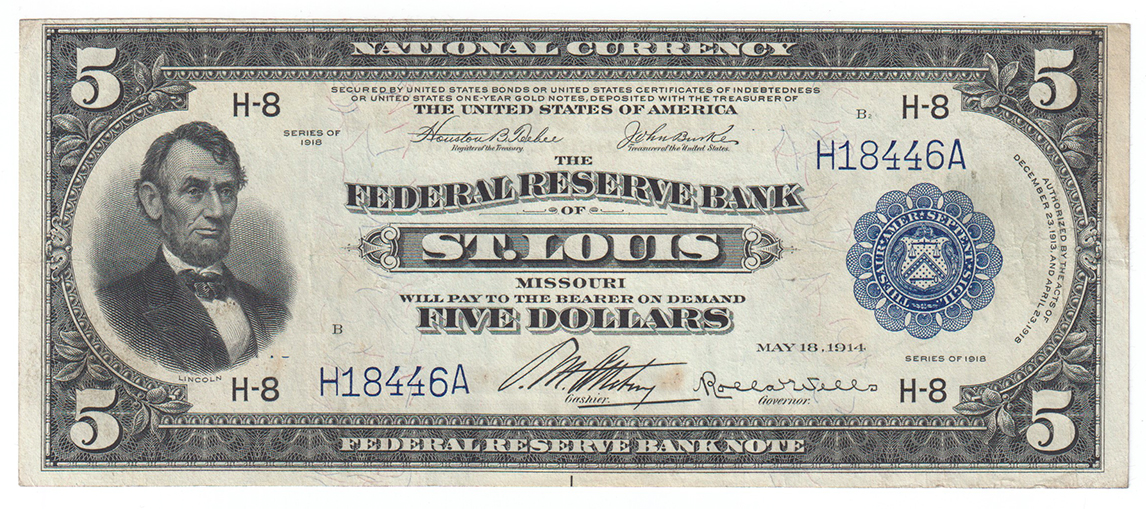 NATIONAL CURRENCY
5 5
SECURED BY UNITED STATES BONDS OR UNITED STATES CERTIFICATES OF INDEBTEDNESS
OR UNITED STATES ONE-YEAR GOLD NOTES, DEPOSITED WITH THE TREASURER OF
THE UNITED STATES OF AMERICA
H-8 H-8
B2
SERIES OF
1918
Houston B. Teehee
Register of the Treasury.
John Burke
Treasurer of the United States.
H18446A
THE
FEDERAL RESERVE BANK
OF
ST. LOUIS
MISSOURI
WILL PAY TO THE BEARER ON DEMAND
FIVE DOLLARS
AUTHORIZED BY THE ACTS OF
DECEMBER 23, 1913, AND APRIL 23, 1918
THESAUR. AMER. SEPTENT. SIGIL.
B
MAY 18, 1914.
SERIES OF 1918
LINCOLN
H-8
H18446A
Cashier.
Rolla Wells
Governor.
H-8
5 5
FEDERAL RESERVE BANK NOTE